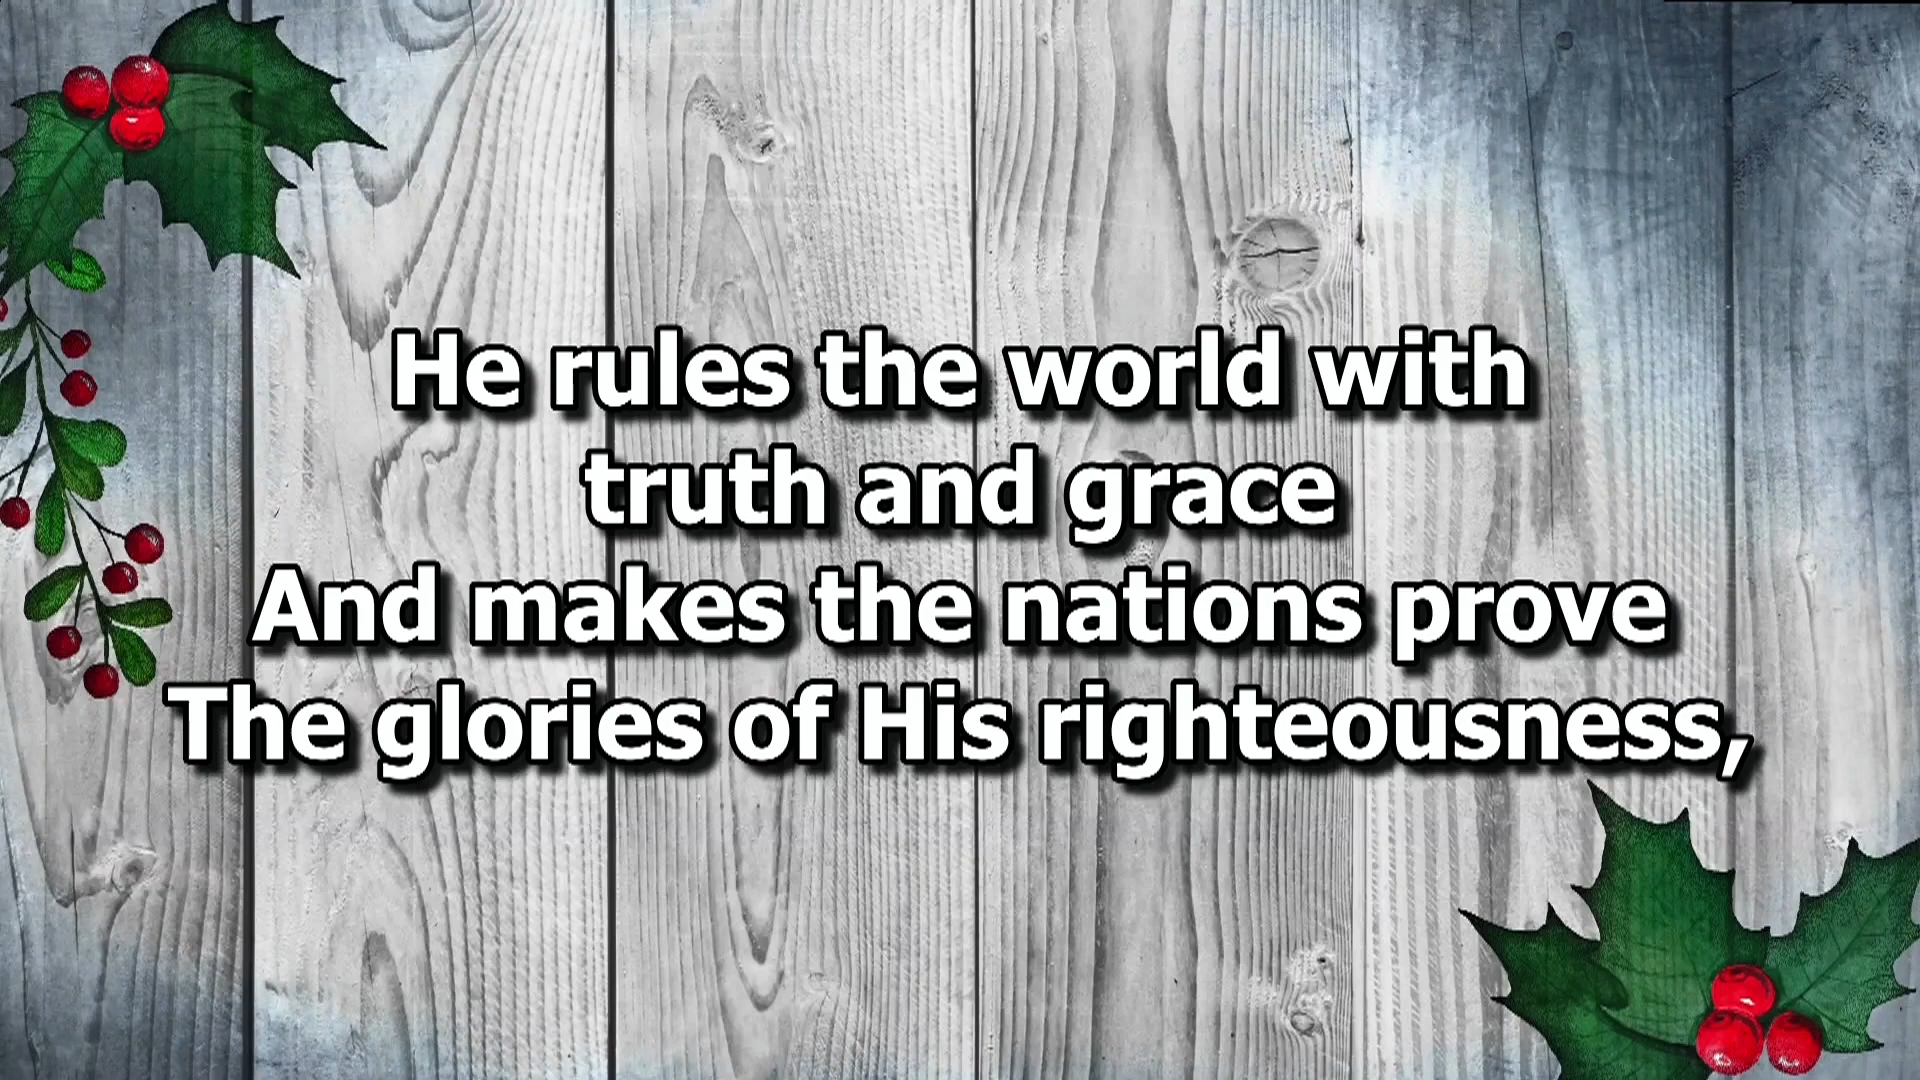 He rules the world with
truth and grace
And makes the nations prove
The glories of His righteousness,